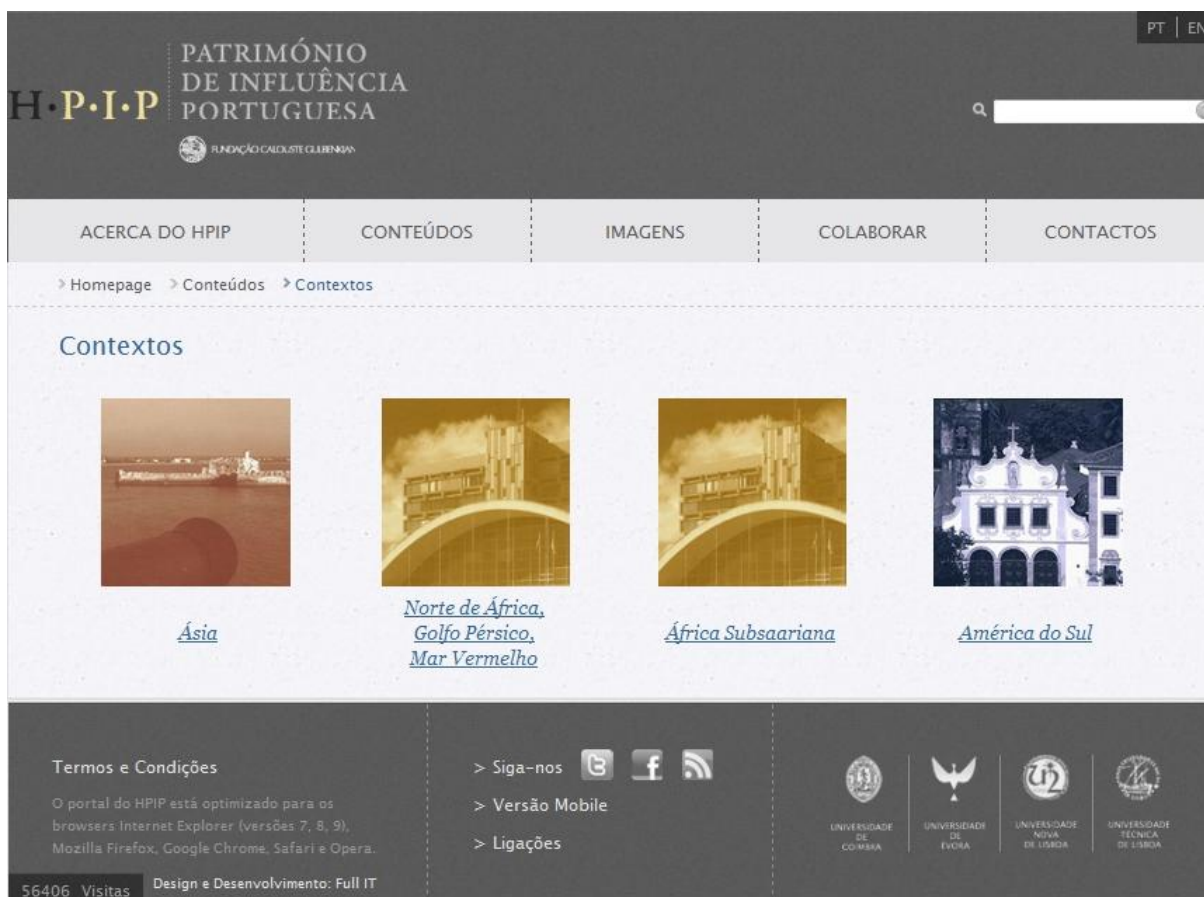 PT | EN
H·P·I·P
PATRIMÓNIO
DE INFLUÊNCIA
PORTUGUESA
FUNDAÇÃO CALOUSTE GULBENKIAN
ACERCA DO HPIP
CONTEÚDOS
IMAGENS
COLABORAR
CONTACTOS
> Homepage > Conteúdos > Contextos
Contextos
Ásia
Norte de África,
Golfo Pérsico,
Mar Vermelho
África Subsaariana
América do Sul
Termos e Condições
O portal do HPIP está optimizado para os
browsers Internet Explorer (versões 7, 8, 9),
Mozilla Firefox, Google Chrome, Safari e Opera.
56406 Visitas
Design e Desenvolvimento: Full IT
> Siga-nos
> Versão Mobile
> Ligações
UNIVERSIDADE
DE
COIMBRA
UNIVERSIDADE
DE
EVORA
UNIVERSIDADE
NOVA
DE LISBOA
UNIVERSIDADE
TÉCNICA
DE LISBOA